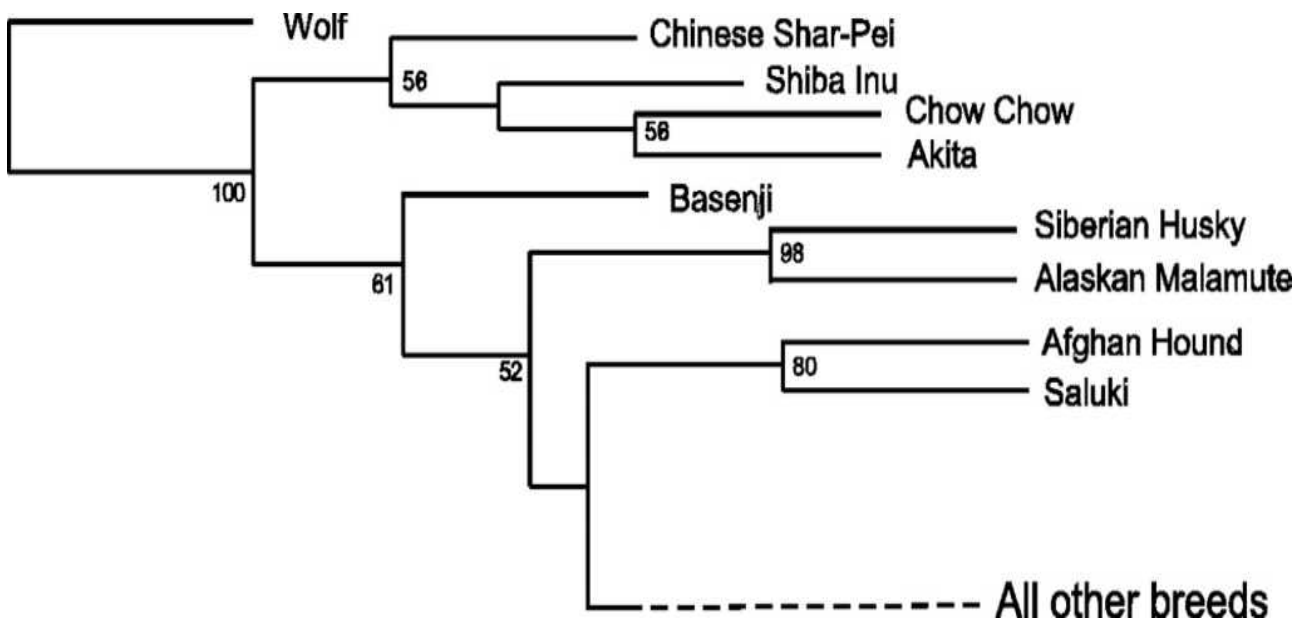 Wolf
Chinese Shar-Pei
56
Shiba Inu
Chow Chow
56
Akita
100
Basenji
Siberian Husky
98
Alaskan Malamute
61
Afghan Hound
52
80
Saluki
All other breeds